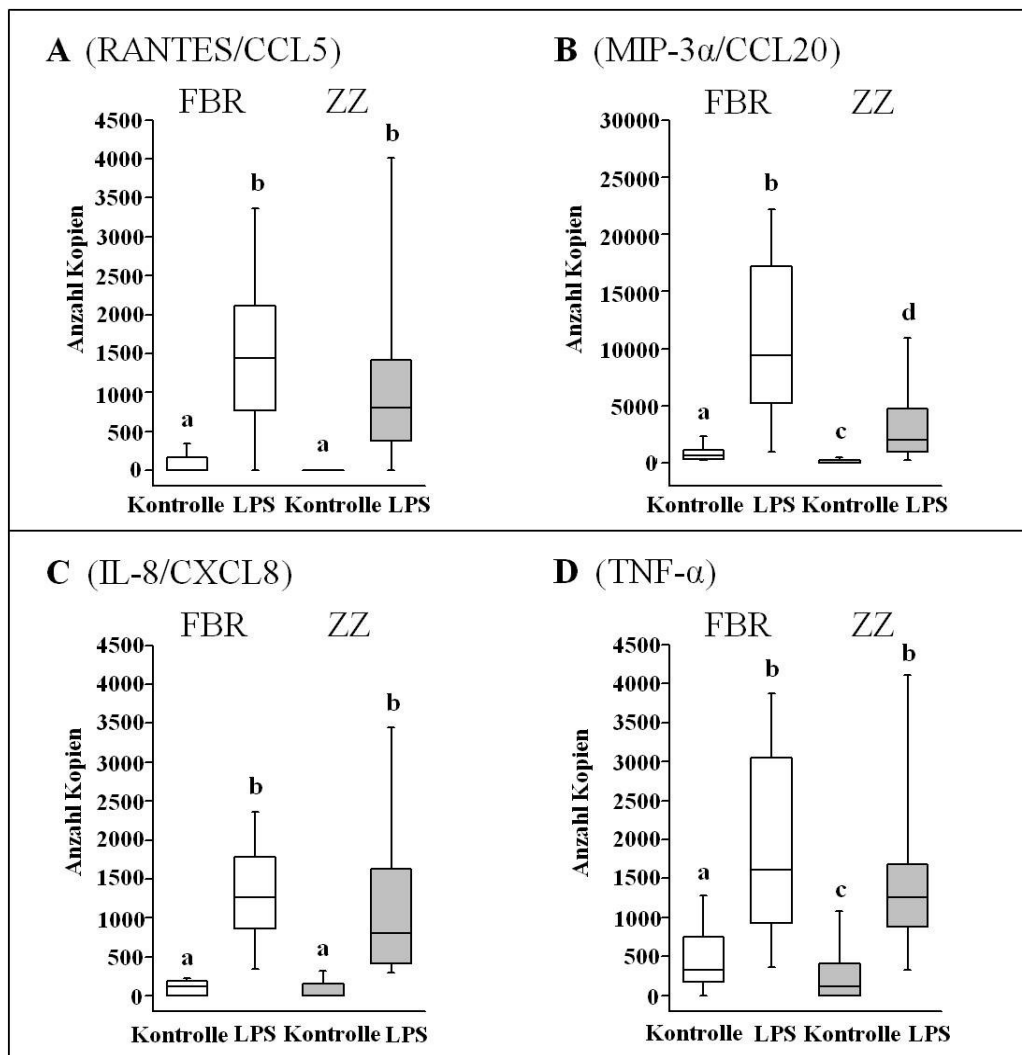 A (RANTES/CCL5)
FBR ZZ
Anzahl Kopien
4500
4000
3500
3000
2500
2000
1500
1000
500
0
a b a b
Kontrolle LPS Kontrolle LPS
B (MIP-3α/CCL20)
FBR ZZ
Anzahl Kopien
30000
25000
20000
15000
10000
5000
0
a b c d
Kontrolle LPS Kontrolle LPS
C (IL-8/CXCL8)
FBR ZZ
Anzahl Kopien
4500
4000
3500
3000
2500
2000
1500
1000
500
0
a b a b
Kontrolle LPS Kontrolle LPS
D (TNF-α)
FBR ZZ
Anzahl Kopien
4500
4000
3500
3000
2500
2000
1500
1000
500
0
a b c b
Kontrolle LPS Kontrolle LPS